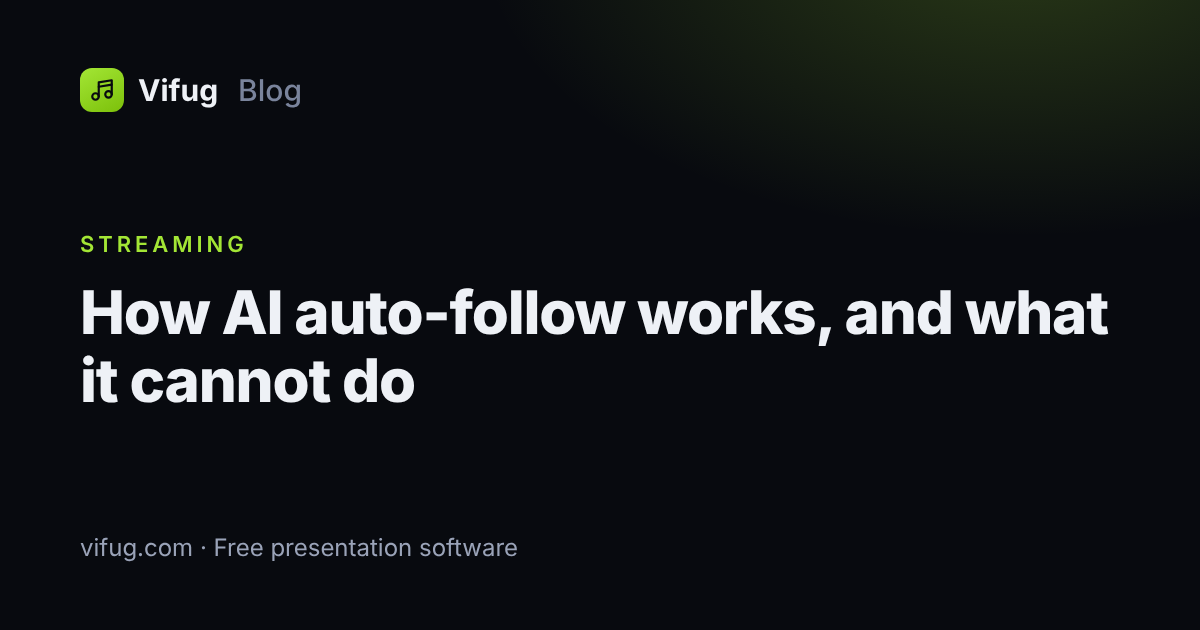 Vifug Blog
STREAMING
How AI auto-follow works, and what
it cannot do
vifug.com · Free presentation software